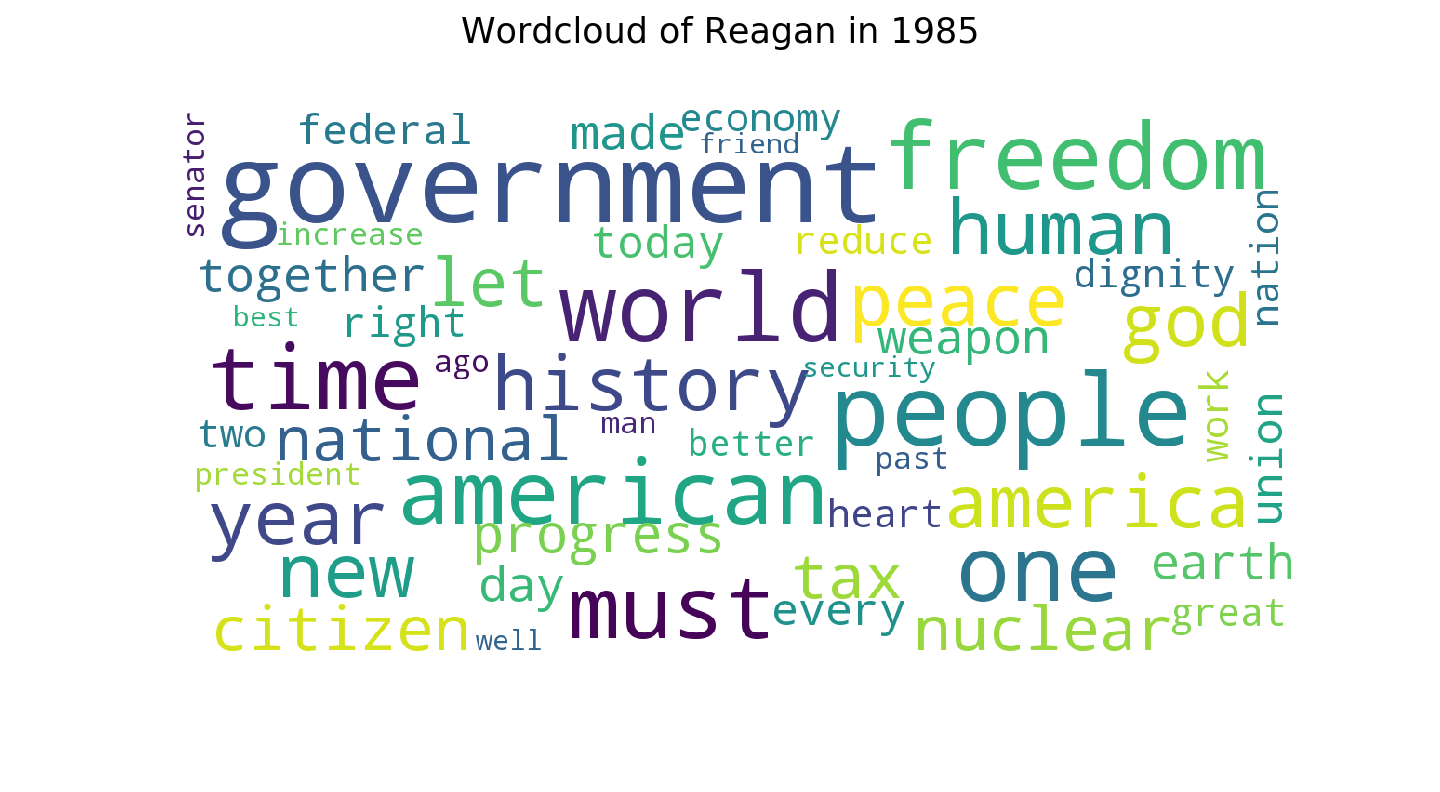 Wordcloud of Reagan in 1985
senator
federal
made
economy
friend
freedom
government
human
nation
increase
today
reduce
together
let
world
peace
dignity
god
best
right
weapon
time
ago
history
security
people
work
union
two
national
man
better
past
president
american
year
progress
heart
america
new
day
must
tax
one
earth
every
great
citizen
well
nuclear